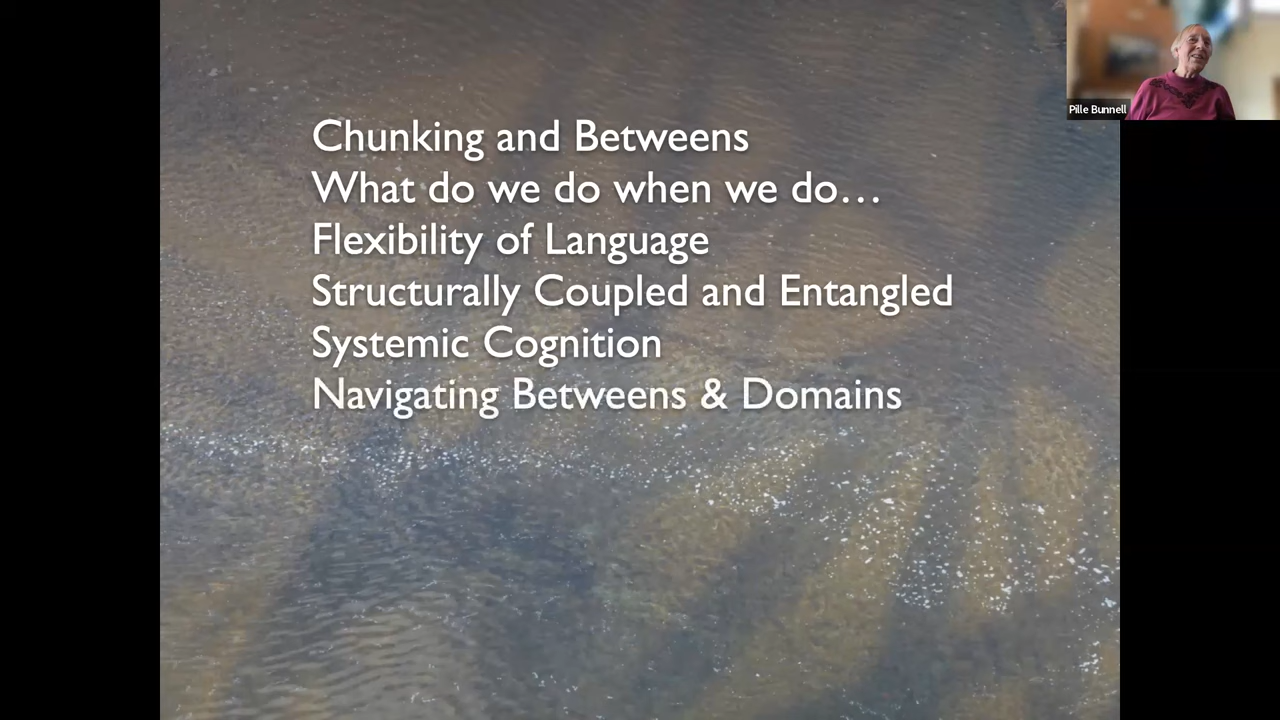 Chunking and Betweens
What do we do when we do…
Flexibility of Language
Structurally Coupled and Entangled
Systemic Cognition
Navigating Betweens & Domains
Pille Bunnell